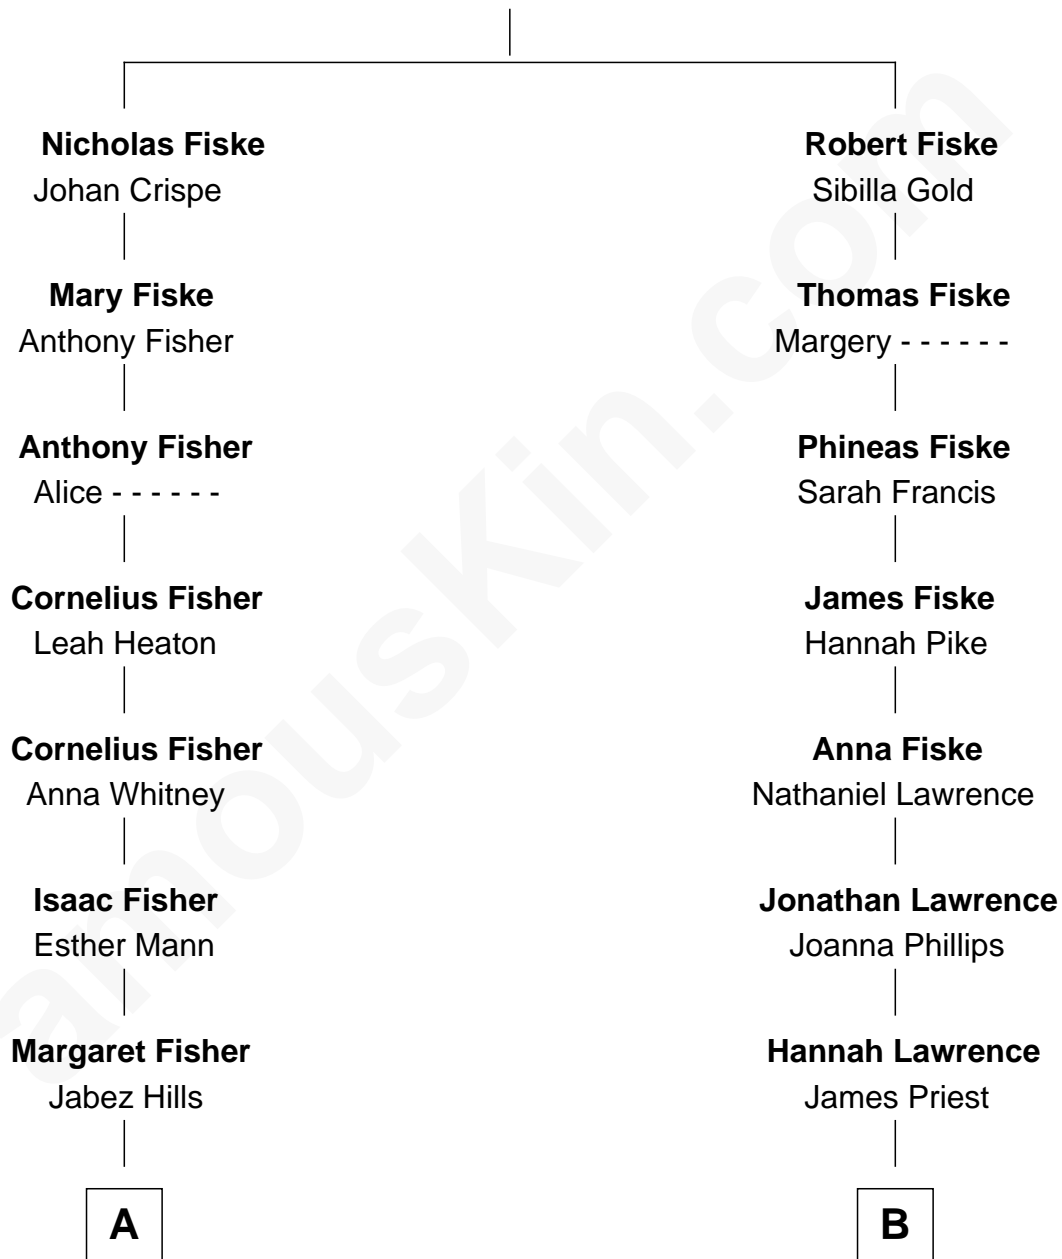 Nicholas Fiske
Johan Crispe
Mary Fiske
Anthony Fisher
Anthony Fisher
Alice - - - - - -
Cornelius Fisher
Leah Heaton
Cornelius Fisher
Anna Whitney
Isaac Fisher
Esther Mann
Margaret Fisher
Jabez Hills
A
Robert Fiske
Sibilla Gold
Thomas Fiske
Margery - - - - - -
Phineas Fiske
Sarah Francis
James Fiske
Hannah Pike
Anna Fiske
Nathaniel Lawrence
Jonathan Lawrence
Joanna Phillips
Hannah Lawrence
James Priest
B
amousKin.com